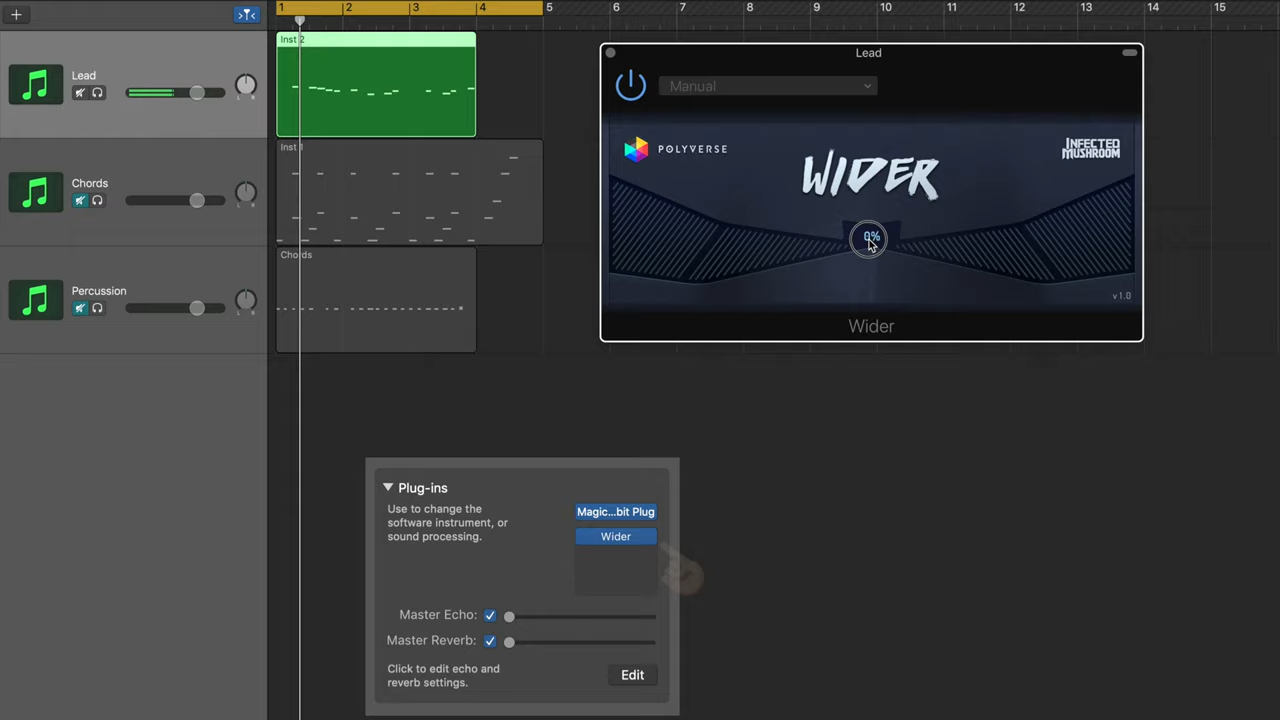 1 2 3 4 5 6 7 8 9 10 11 12 13 14 15
Inst 2
Lead
L R
Inst 1
Chords
L R
Chords
Percussion
L R
Lead
Manual
POLYVERSE
INFECTED
MUSHROOM
WIDER
0%
v 1.0
Wider
Plug-ins
Use to change the
software instrument, or
sound processing.
Magic...bit Plug
Wider
Master Echo:
Master Reverb:
Click to edit echo and
reverb settings.
Edit